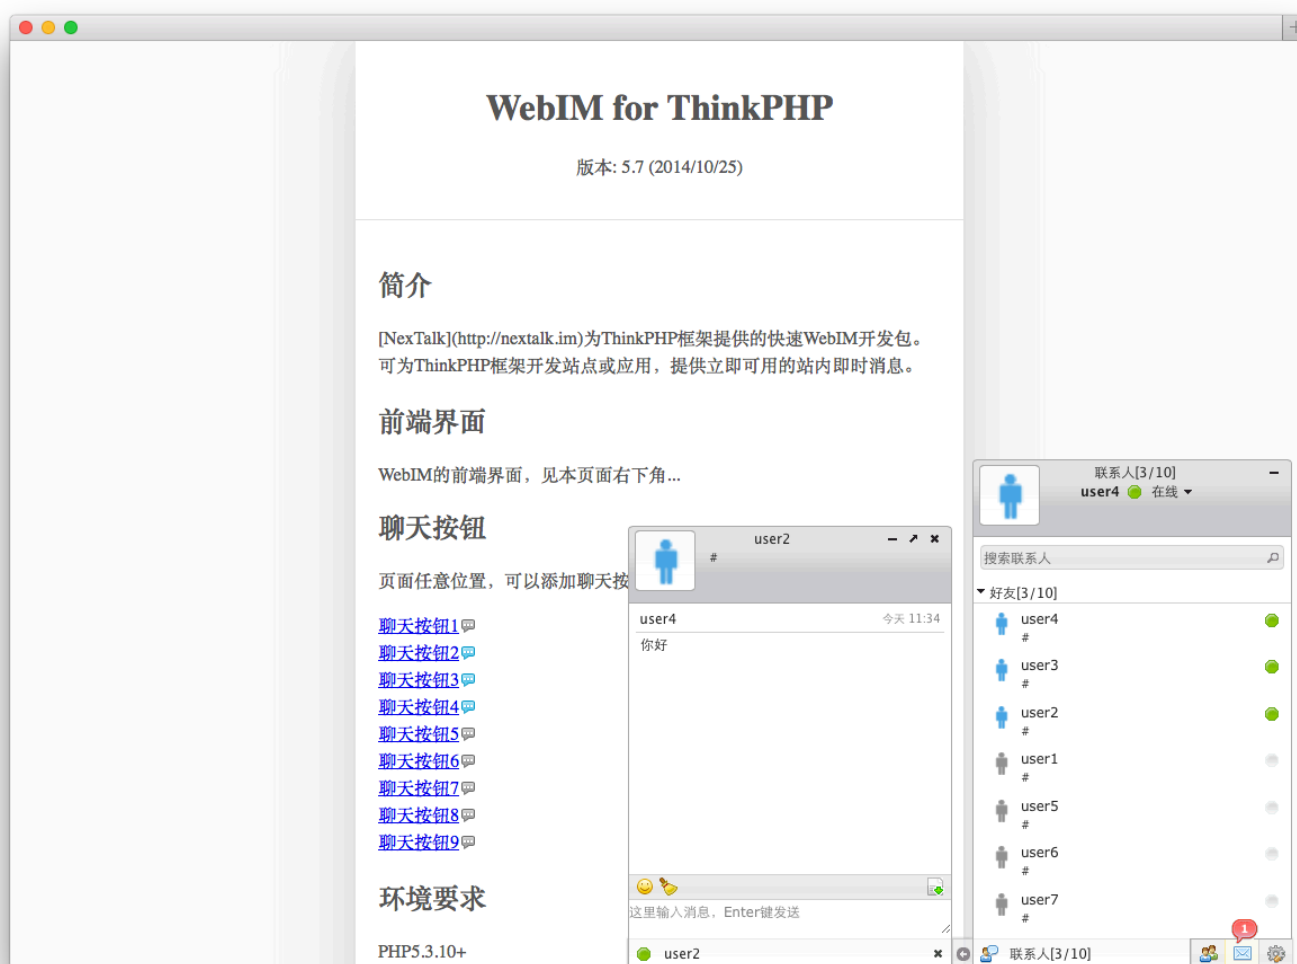 WebIM for ThinkPHP
版本: 5.7 (2014/10/25)
简介
[NexTalk](http://nextalk.im)为ThinkPHP框架提供的快速WebIM开发包。
可为ThinkPHP框架开发站点或应用，提供立即可用的站内即时消息。
前端界面
WebIM的前端界面，见本页面右下角...
聊天按钮
页面任意位置，可以添加聊天按
聊天按钮1
聊天按钮2
聊天按钮3
聊天按钮4
聊天按钮5
聊天按钮6
聊天按钮7
聊天按钮8
聊天按钮9
环境要求
PHP5.3.10+
user2
#
user4 今天 11:34
你好
这里输入消息，Enter键发送
user2
联系人[3/10]
user4 在线
搜索联系人
好友[3/10]
user4
#
user3
#
user2
#
user1
#
user5
#
user6
#
user7
#
1
联系人[3/10]